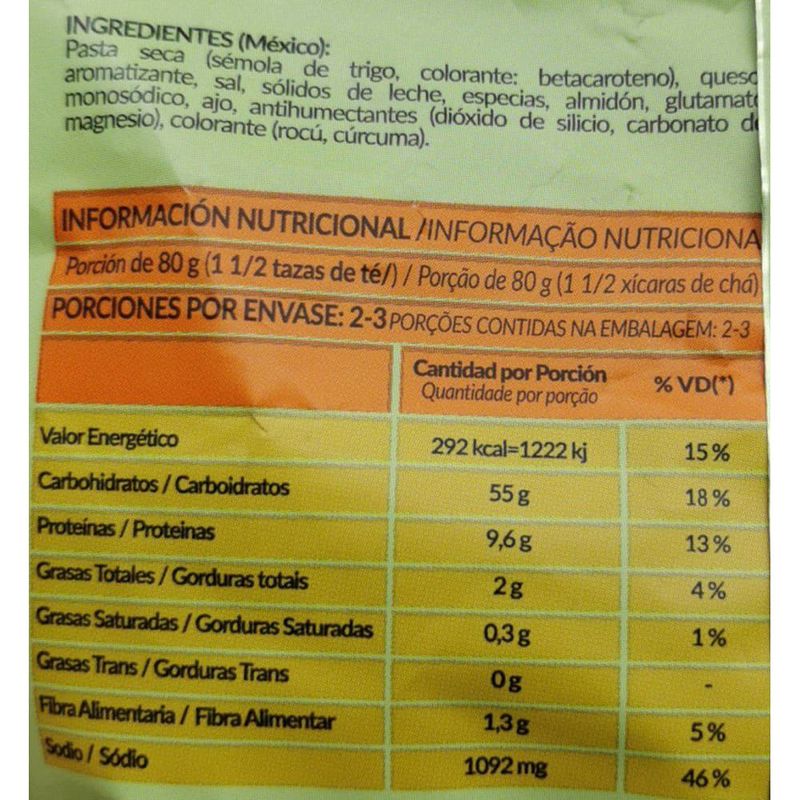 INGREDIENTES (México):
Pasta seca (sémola de trigo, colorante: betacaroteno), queso
aromatizante, sal, sólidos de leche, especias, almidón, glutamato
monosódico, ajo, antihumectantes (dióxido de silicio, carbonato de
magnesio), colorante (rocú, cúrcuma).
INFORMACIÓN NUTRICIONAL /INFORMAÇÃO NUTRICIONA
Porción de 80 g (1 1/2 tazas de té/) / Porção de 80 g (1 1/2 xícaras de chá)
PORCIONES POR ENVASE: 2-3 PORÇÕES CONTIDAS NA EMBALAGEM: 2-3
Cantidad por Porción % VD(*)
Quantidade por porção
Valor Energético 292 kcal=1222 kj 15 %
Carbohidratos / Carboidratos 55 g 18 %
Proteínas / Proteinas 9,6 g 13 %
Grasas Totales / Gorduras totais 2 g 4 %
Grasas Saturadas / Gorduras Saturadas 0,3 g 1 %
Grasas Trans / Gorduras Trans 0 g -
Fibra Alimentaria / Fibra Alimentar 1,3 g 5 %
Sodio / Sódio 1092 mg 46 %